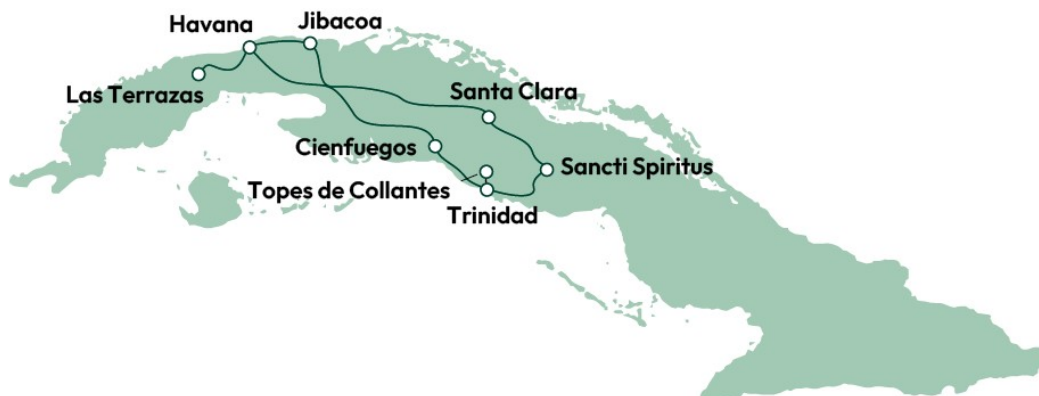 Jibacoa
Havana
Las Terrazas
Santa Clara
Cienfuegos
Sancti Spiritus
Topes de Collantes
Trinidad